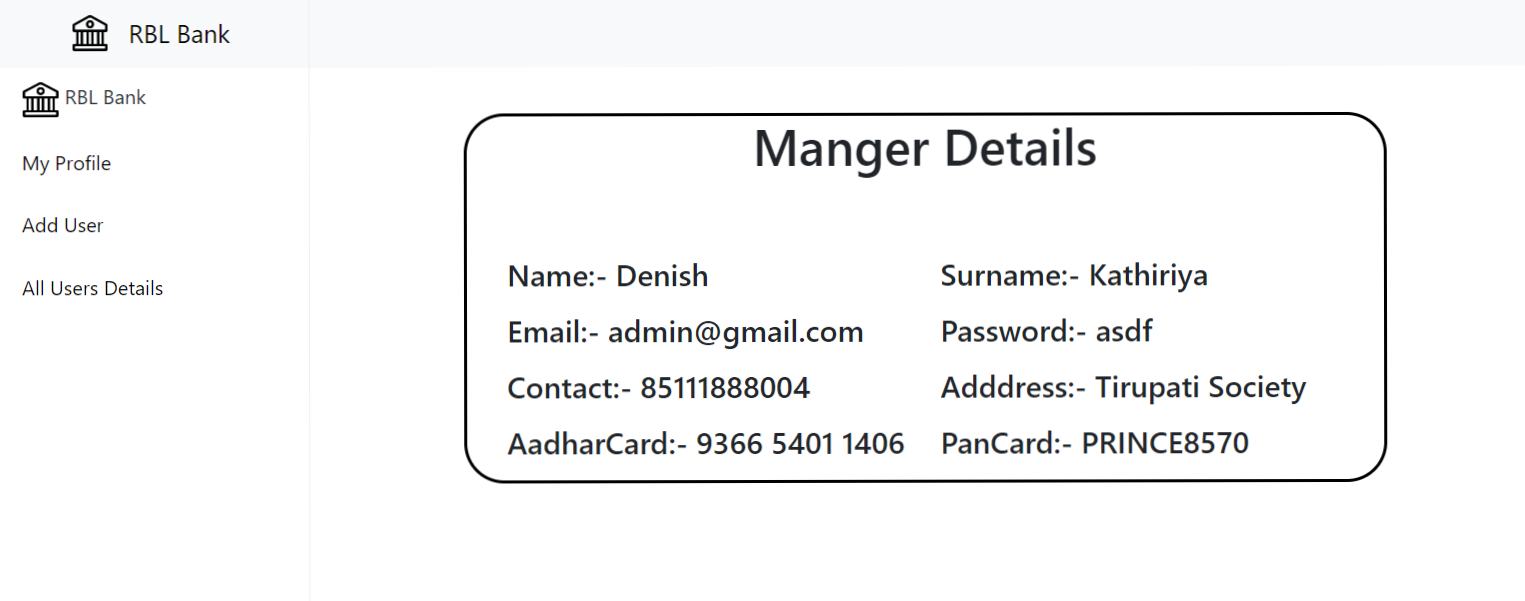 RBL Bank
RBL Bank
My Profile
Add User
All Users Details
Manger Details
Name:- Denish
Surname:- Kathiriya
Email:- admin@gmail.com
Password:- asdf
Contact:- 85111888004
Adddress:- Tirupati Society
AadharCard:- 9366 5401 1406
PanCard:- PRINCE8570